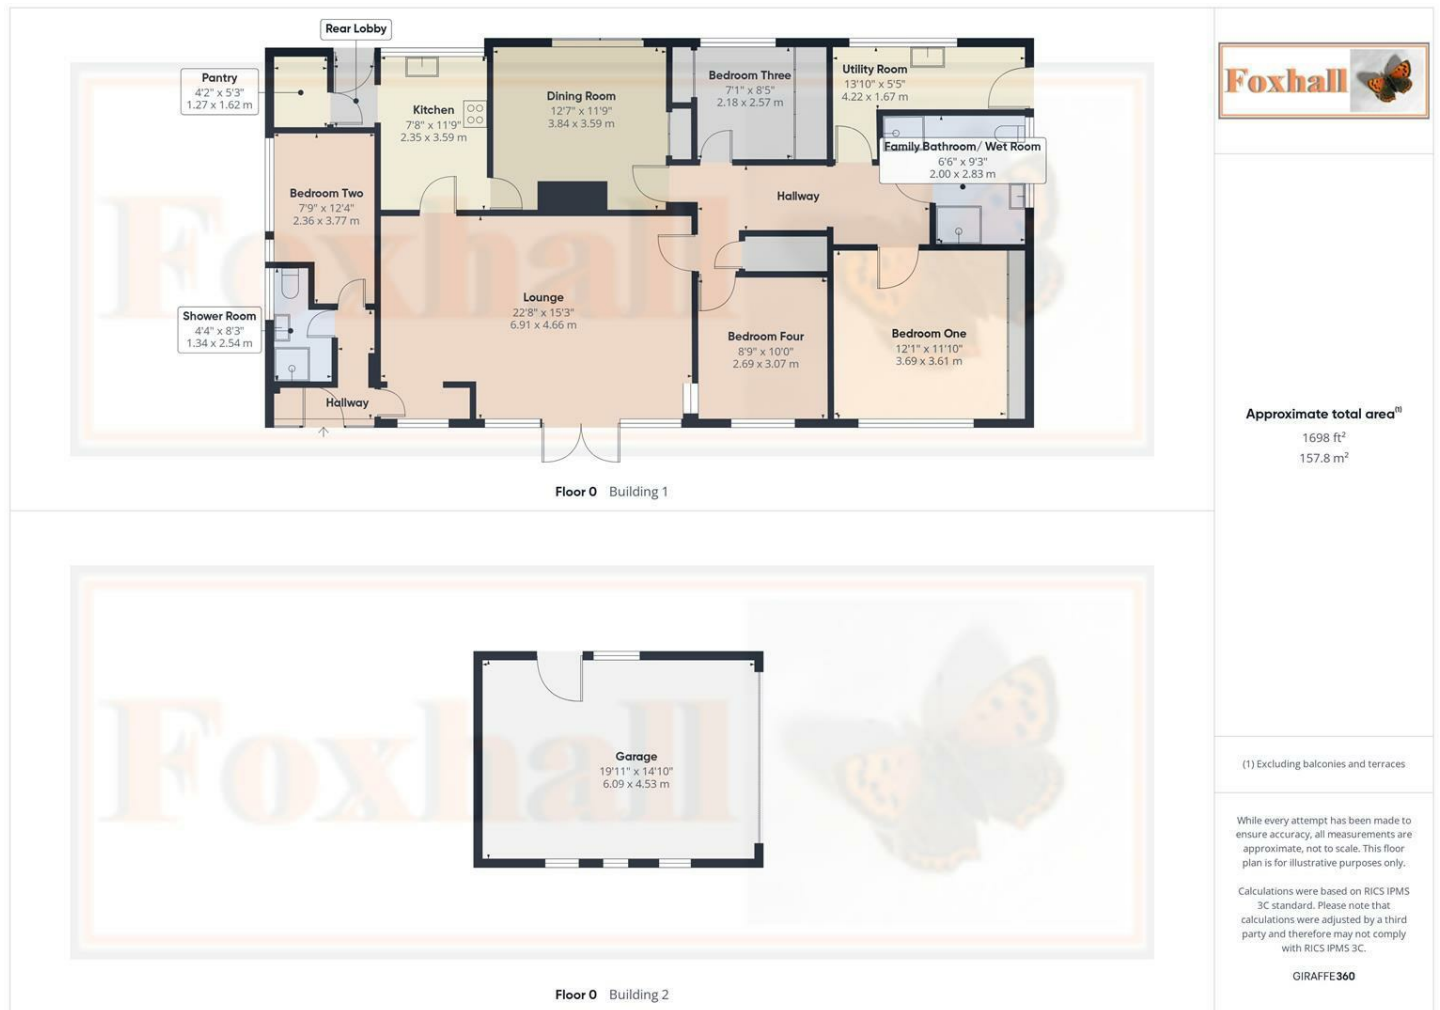 Rear Lobby
Pantry
4'2" x 5'3"
1.27 x 1.62 m
Kitchen
7'8" x 11'9"
2.35 x 3.59 m
Dining Room
12'7" x 11'9"
3.84 x 3.59 m
Bedroom Three
7'1" x 8'5"
2.18 x 2.57 m
Utility Room
13'10" x 5'5"
4.22 x 1.67 m
Family Bathroom/ Wet Room
6'6" x 9'3"
2.00 x 2.83 m
Bedroom Two
7'9" x 12'4"
2.36 x 3.77 m
Hallway
Shower Room
4'4" x 8'3"
1.34 x 2.54 m
Lounge
22'8" x 15'3"
6.91 x 4.66 m
Bedroom Four
8'9" x 10'0"
2.69 x 3.07 m
Bedroom One
12'1" x 11'10"
3.69 x 3.61 m
Hallway
Foxhall
Floor 0 Building 1
Garage
19'11" x 14'10"
6.09 x 4.53 m
Foxhall
Floor 0 Building 2
Foxhall
Approximate total area(1)
1698 ft²
157.8 m²
(1) Excluding balconies and terraces
While every attempt has been made to
ensure accuracy, all measurements are
approximate, not to scale. This floor
plan is for illustrative purposes only.
Calculations were based on RICS IPMS
3C standard. Please note that
calculations were adjusted by a third
party and therefore may not comply
with RICS IPMS 3C.
GIRAFFE360